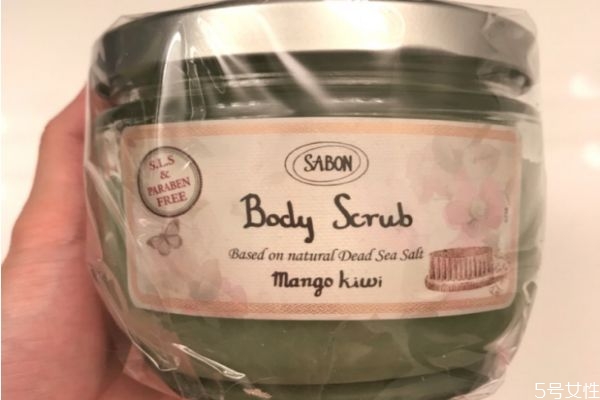 SABON
S.L.S
&
PARABEN
FREE
Body Scrub
Based on natural Dead Sea Salt
Mango kiwi
5号女性